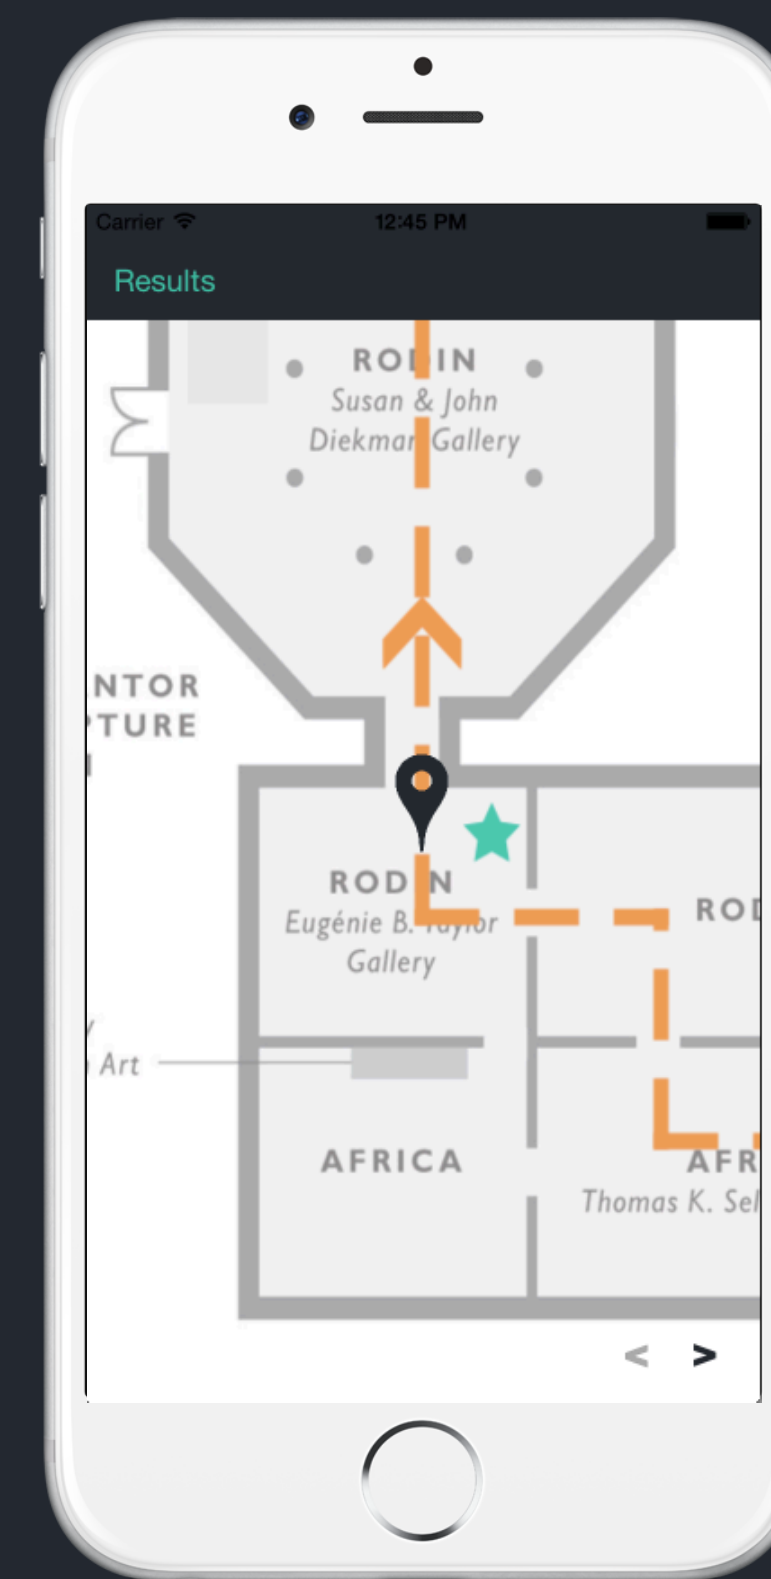 Carrier
12:45 PM
Results
RODIN
Susan & John
Diekman Gallery
NTOR
PTURE
RODIN
Eugénie B. Taylor
Gallery
ROD
Art
AFRICA
AFR
Thomas K. Sel
< >